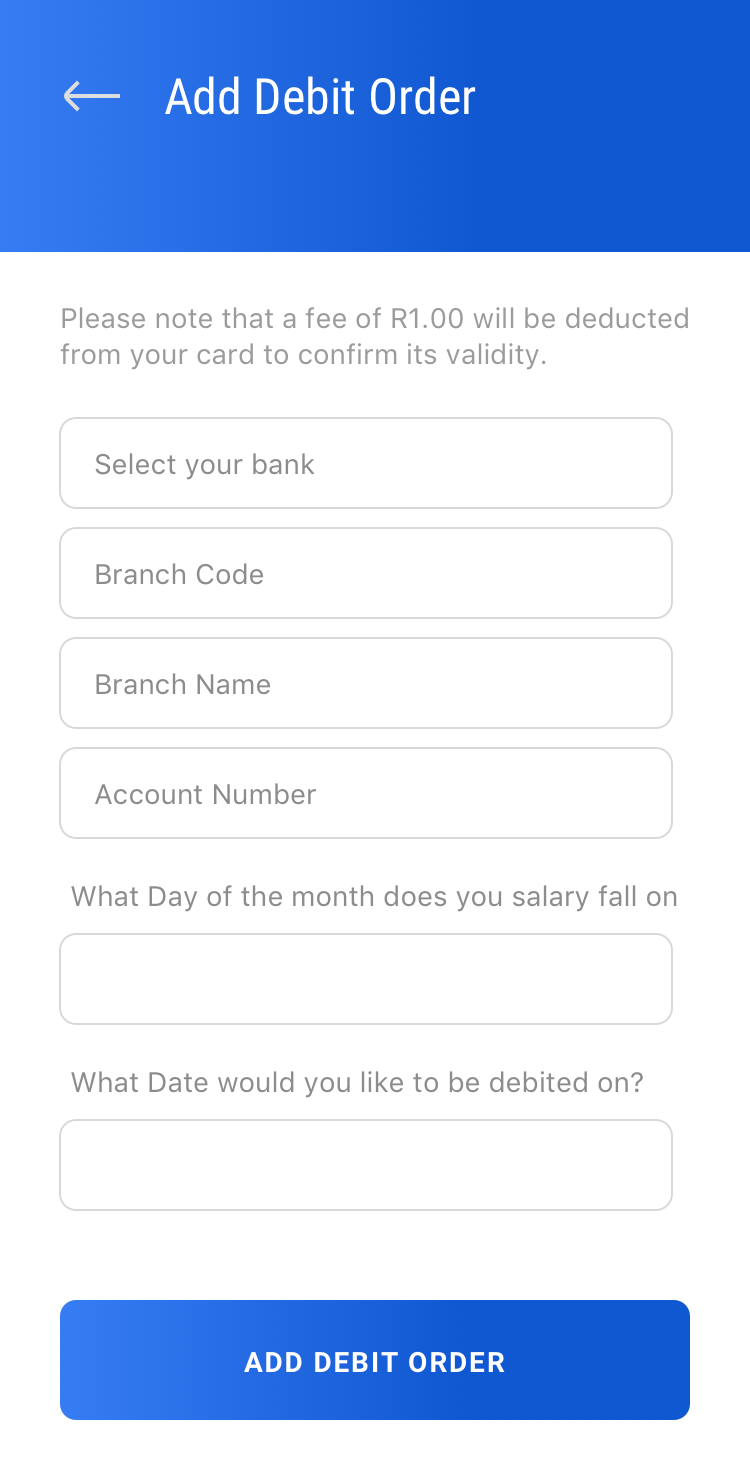 Add Debit Order
Please note that a fee of R1.00 will be deducted
from your card to confirm its validity.
Select your bank
Branch Code
Branch Name
Account Number
What Day of the month does you salary fall on
What Date would you like to be debited on?
ADD DEBIT ORDER